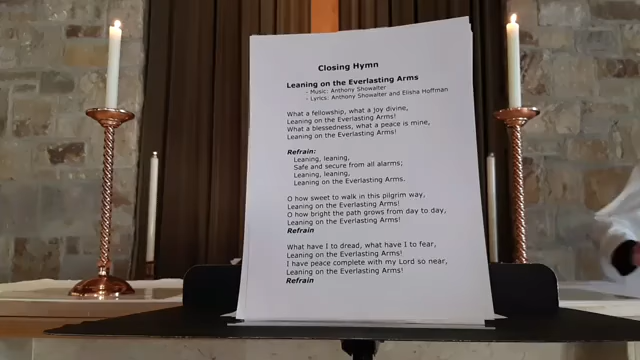 Closing Hymn
Leaning on the Everlasting Arms
- Music: Anthony Showalter
- Lyrics: Anthony Showalter and Elisha Hoffman
What a fellowship, what a joy divine,
Leaning on the Everlasting Arms!
What a blessedness, what a peace is mine,
Leaning on the Everlasting Arms!
Refrain:
Leaning, leaning,
Safe and secure from all alarms;
Leaning, leaning,
Leaning on the Everlasting Arms.
O how sweet to walk in this pilgrim way,
Leaning on the Everlasting Arms!
O how bright the path grows from day to day,
Leaning on the Everlasting Arms!
Refrain
What have I to dread, what have I to fear,
Leaning on the Everlasting Arms!
I have peace complete with my Lord so near,
Leaning on the Everlasting Arms!
Refrain